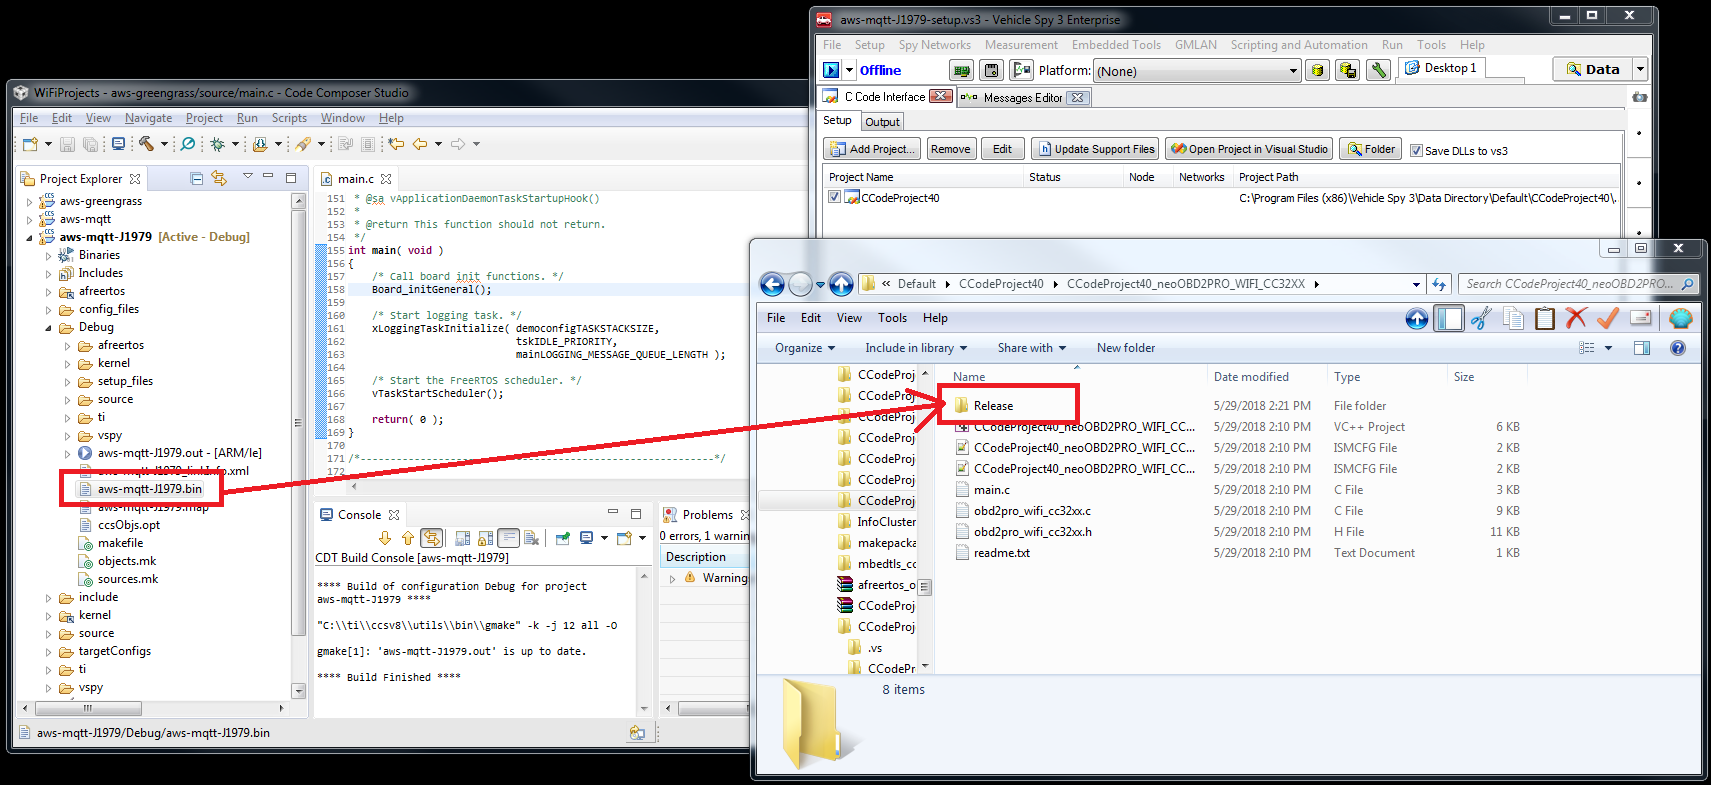 WiFiProjects - aws-greengrass/source/main.c - Code Composer Studio
File Edit View Navigate Project Run Scripts Window Help
Project Explorer
aws-greengrass
aws-mqtt
aws-mqtt-J1979 [Active - Debug]
Binaries
Includes
afreertos
config_files
Debug
afreertos
kernel
setup_files
source
ti
vspy
aws-mqtt-J1979.out - [ARM/le]
aws-mqtt-J1979_linkInfo.xml
aws-mqtt-J1979.bin
aws-mqtt-J1979.map
ccsObjs.opt
makefile
objects.mk
sources.mk
include
kernel
source
targetConfigs
ti
vspy
aws-mqtt-J1979/Debug/aws-mqtt-J1979.bin
main.c
151 * @sa vApplicationDaemonTaskStartupHook()
152 *
153 * @return This function should not return.
154 */
155 int main( void )
156 {
157 /* Call board init functions. */
158 Board_initGeneral();
159
160 /* Start logging task. */
161 xLoggingTaskInitialize( democonfigTASKSTACKSIZE,
162 tskIDLE_PRIORITY,
163 mainLOGGING_MESSAGE_QUEUE_LENGTH );
164
165 /* Start the FreeRTOS scheduler. */
166 vTaskStartScheduler();
167
168 return( 0 );
169 }
170
171 /*-----------------------------------------------------------*/
172
Console
CDT Build Console [aws-mqtt-J1979]
**** Build of configuration Debug for project
aws-mqtt-J1979 ****
"C:\\ti\\ccsv8\\utils\\bin\\gmake" -k -j 12 all -O
gmake[1]: 'aws-mqtt-J1979.out' is up to date.
**** Build Finished ****
Problems
0 errors, 1 warnin
Description
Warning
aws-mqtt-J1979-setup.vs3 - Vehicle Spy 3 Enterprise
File Setup Spy Networks Measurement Embedded Tools GMLAN Scripting and Automation Run Tools Help
Offline Platform: (None) Desktop 1 Data
C Code Interface Messages Editor
Setup Output
Add Project... Remove Edit Update Support Files Open Project in Visual Studio Folder Save DLLs to vs3
Project Name Status Node Networks Project Path
CCodeProject40 C:\Program Files (x86)\Vehicle Spy 3\Data Directory\Default\CCodeProject40\.
« Default CCodeProject40 CCodeProject40_neoOBD2PRO_WIFI_CC32XX Search CCodeProject40_neoOBD2PRO_...
File Edit View Tools Help
Organize Include in library Share with New folder
CCodeProj
CCodeProj
CCodeProj
CCodeProj
CCodeProj
CCodeProj
CCodeProj
InfoCluster
makepacka
mbedtls_cc
afreertos_o
CCodeProj
CCodeProj
.vs
CCodeProj
Name Date modified Type Size
Release 5/29/2018 2:21 PM File folder
CCodeProject40_neoOBD2PRO_WIFI_CC... 5/29/2018 2:10 PM VC++ Project 6 KB
CCodeProject40_neoOBD2PRO_WIFI_CC... 5/29/2018 2:10 PM ISMCFG File 2 KB
CCodeProject40_neoOBD2PRO_WIFI_CC... 5/29/2018 2:10 PM ISMCFG File 2 KB
main.c 5/29/2018 2:10 PM C File 3 KB
obd2pro_wifi_cc32xx.c 5/29/2018 2:10 PM C File 9 KB
obd2pro_wifi_cc32xx.h 5/29/2018 2:10 PM H File 11 KB
readme.txt 5/29/2018 2:10 PM Text Document 1 KB
8 items